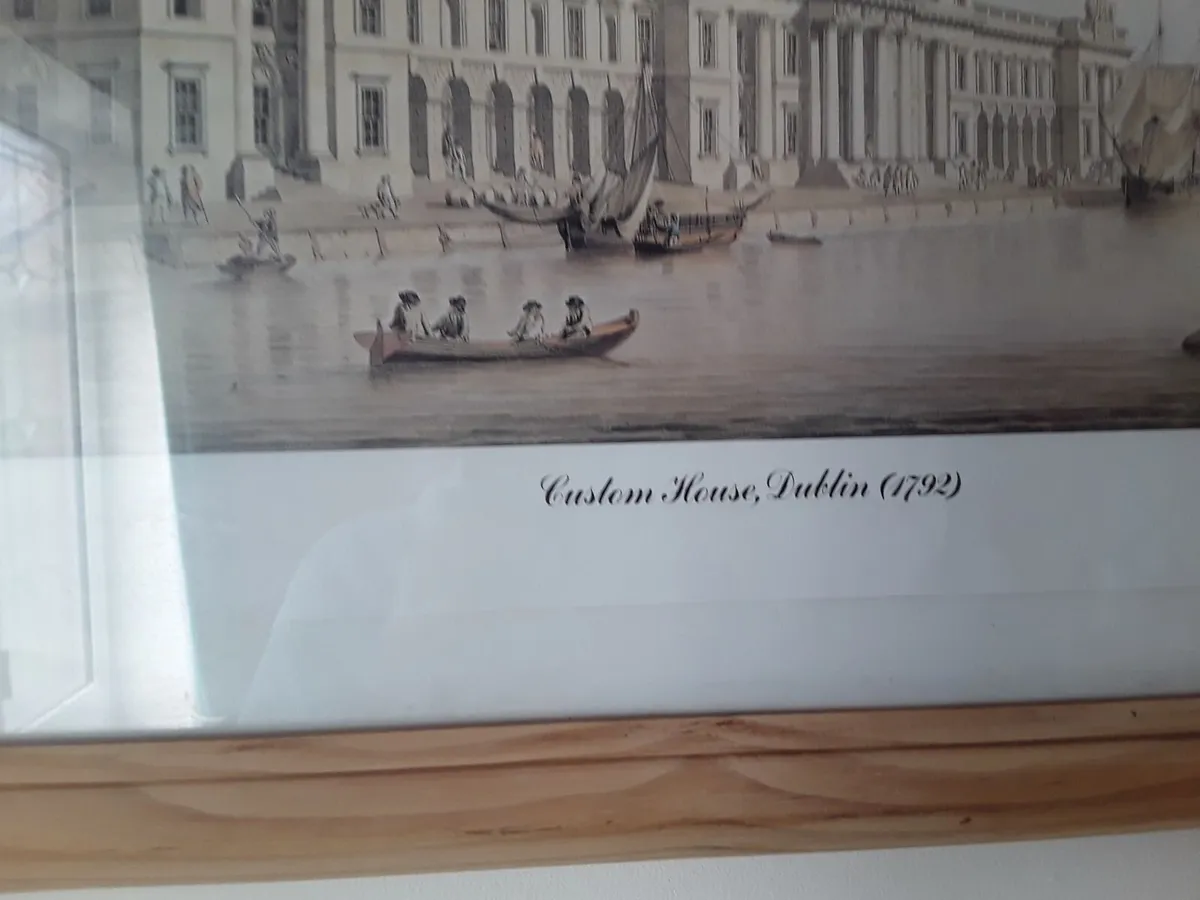 Custom House, Dublin (1792)